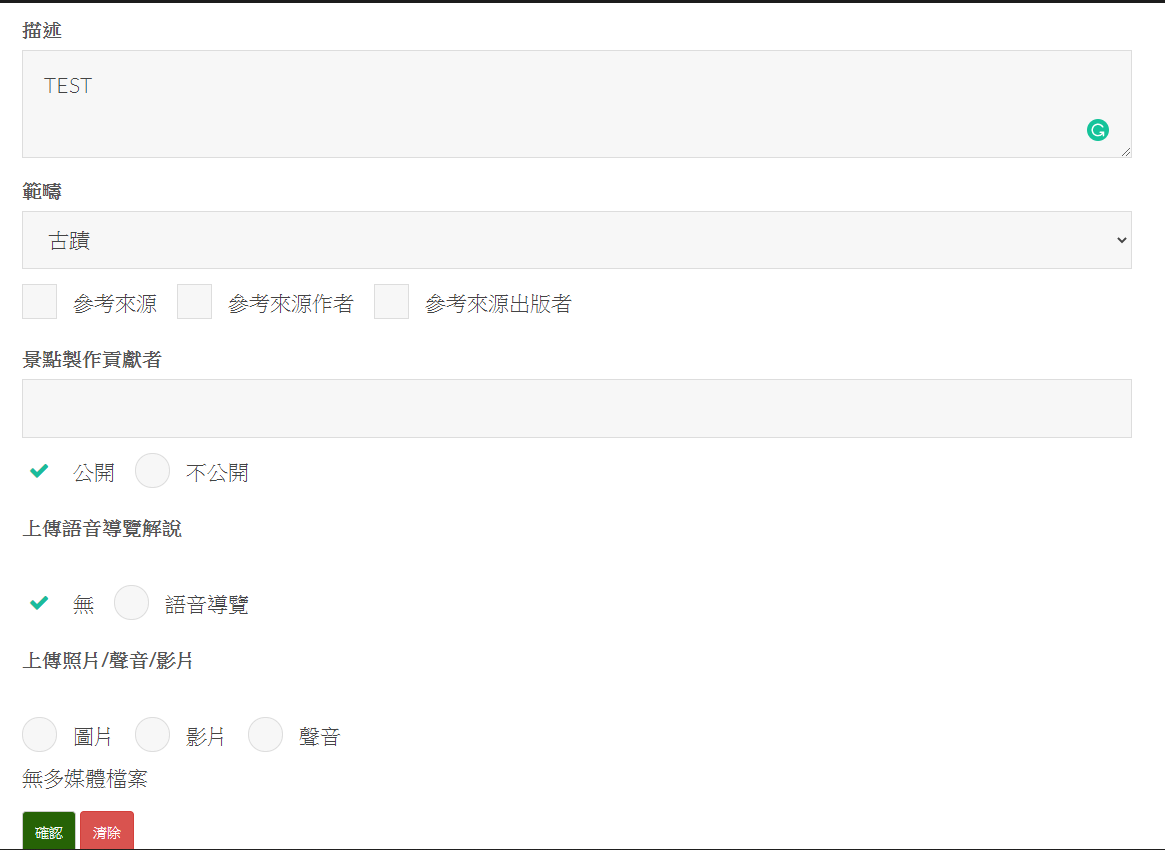 描述
TEST
範疇
古蹟
參考來源 參考來源作者 參考來源出版者
景點製作貢獻者
公開 不公開
上傳語音導覽解說
無 語音導覽
上傳照片/聲音/影片
圖片 影片 聲音
無多媒體檔案
確認 清除